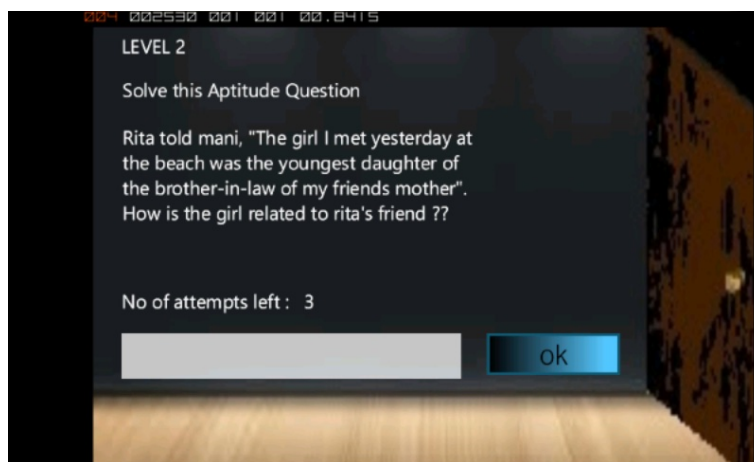 004 002530 001 001 00.8415
LEVEL 2
Solve this Aptitude Question
Rita told mani, "The girl I met yesterday at
the beach was the youngest daughter of
the brother-in-law of my friends mother".
How is the girl related to rita's friend ??
No of attempts left : 3
ok